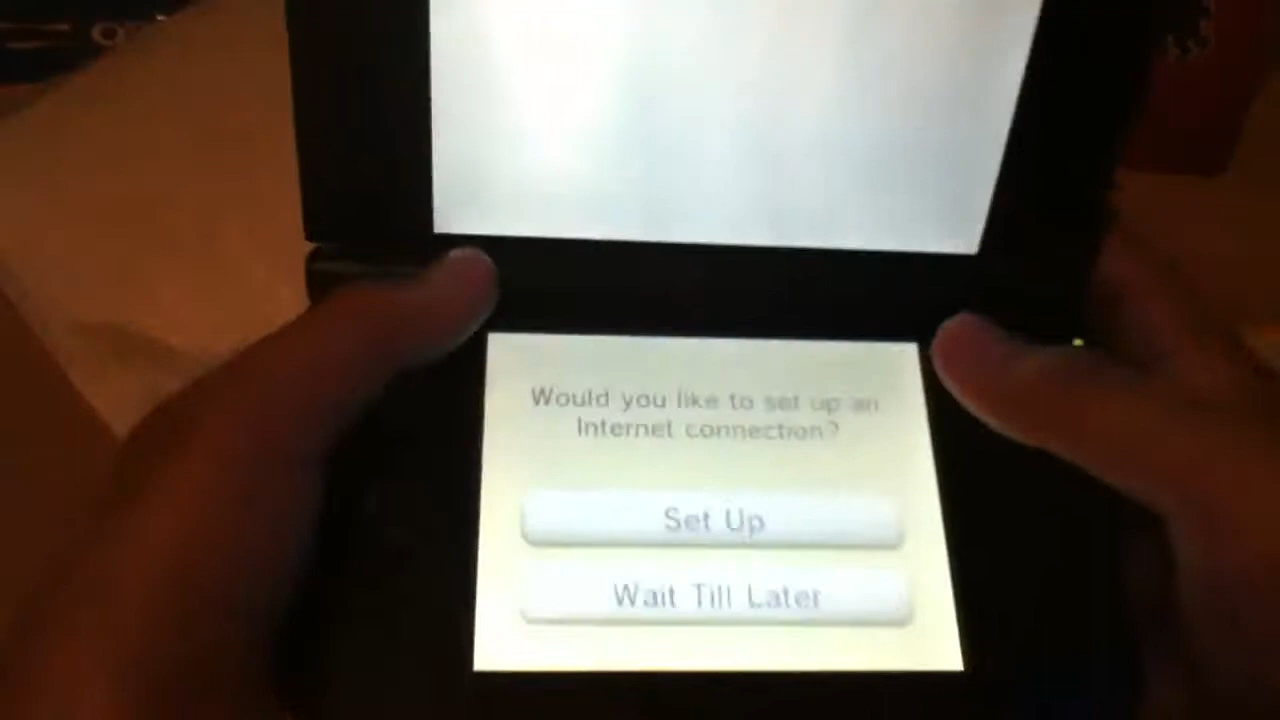 Would you like to set up an
Internet connection?
Set Up
Wait Till Later